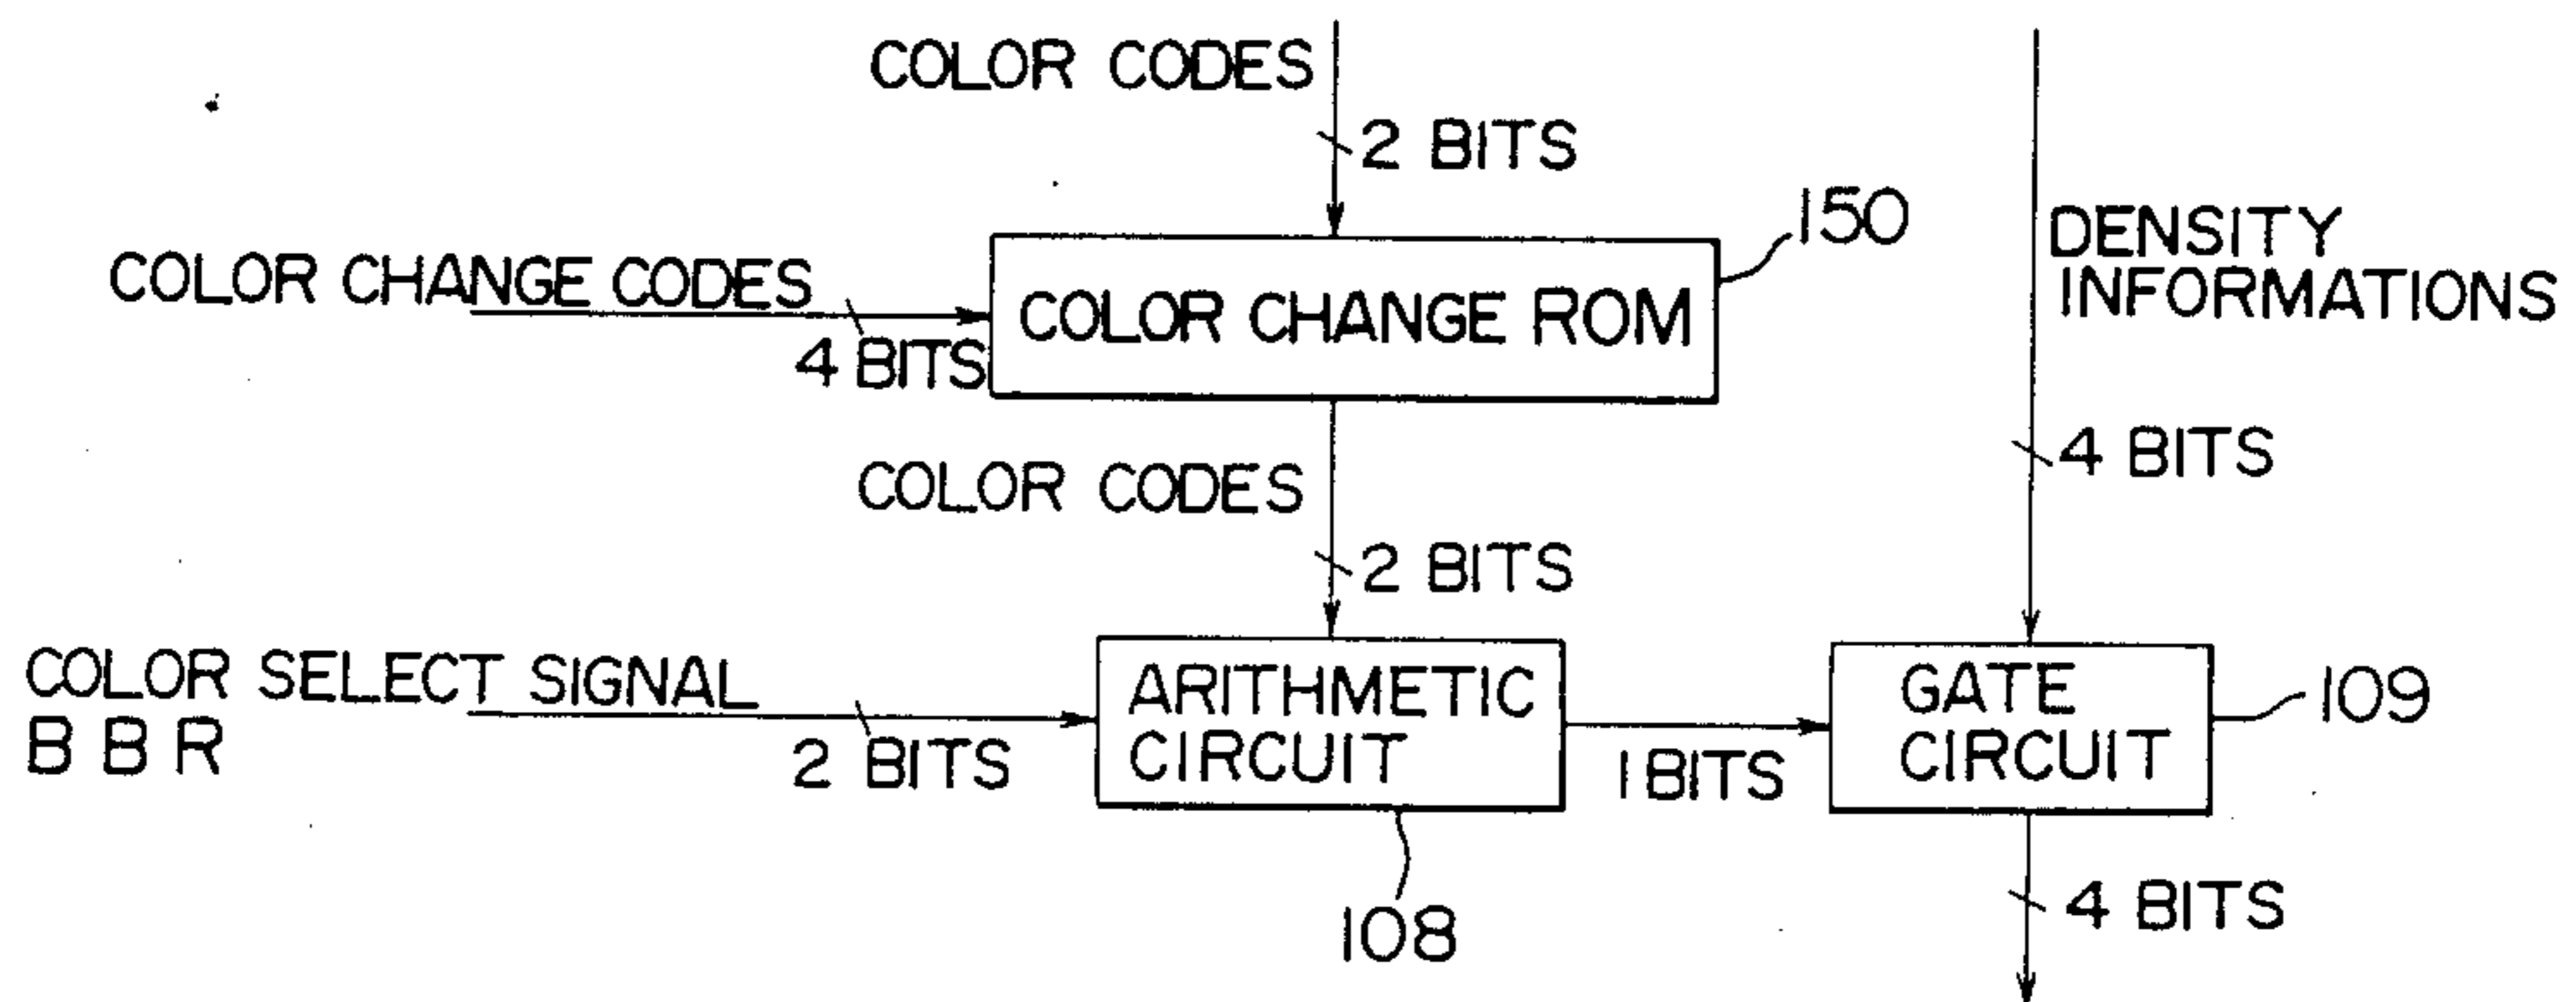 COLOR CODES
2 BITS
150
DENSITY
INFORMATIONS
COLOR CHANGE CODES
4 BITS
COLOR CHANGE ROM
4 BITS
COLOR CODES
2 BITS
COLOR SELECT SIGNAL
B B R
2 BITS
ARITHMETIC
CIRCUIT
1 BITS
GATE
CIRCUIT
109
108
4 BITS